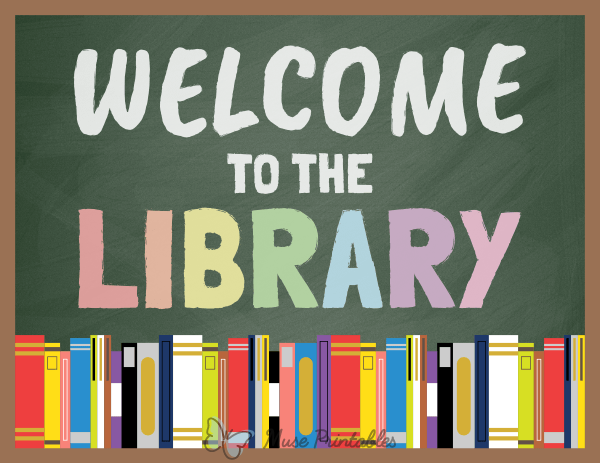 WELCOME
TO THE
LIBRARY
Muse Printables